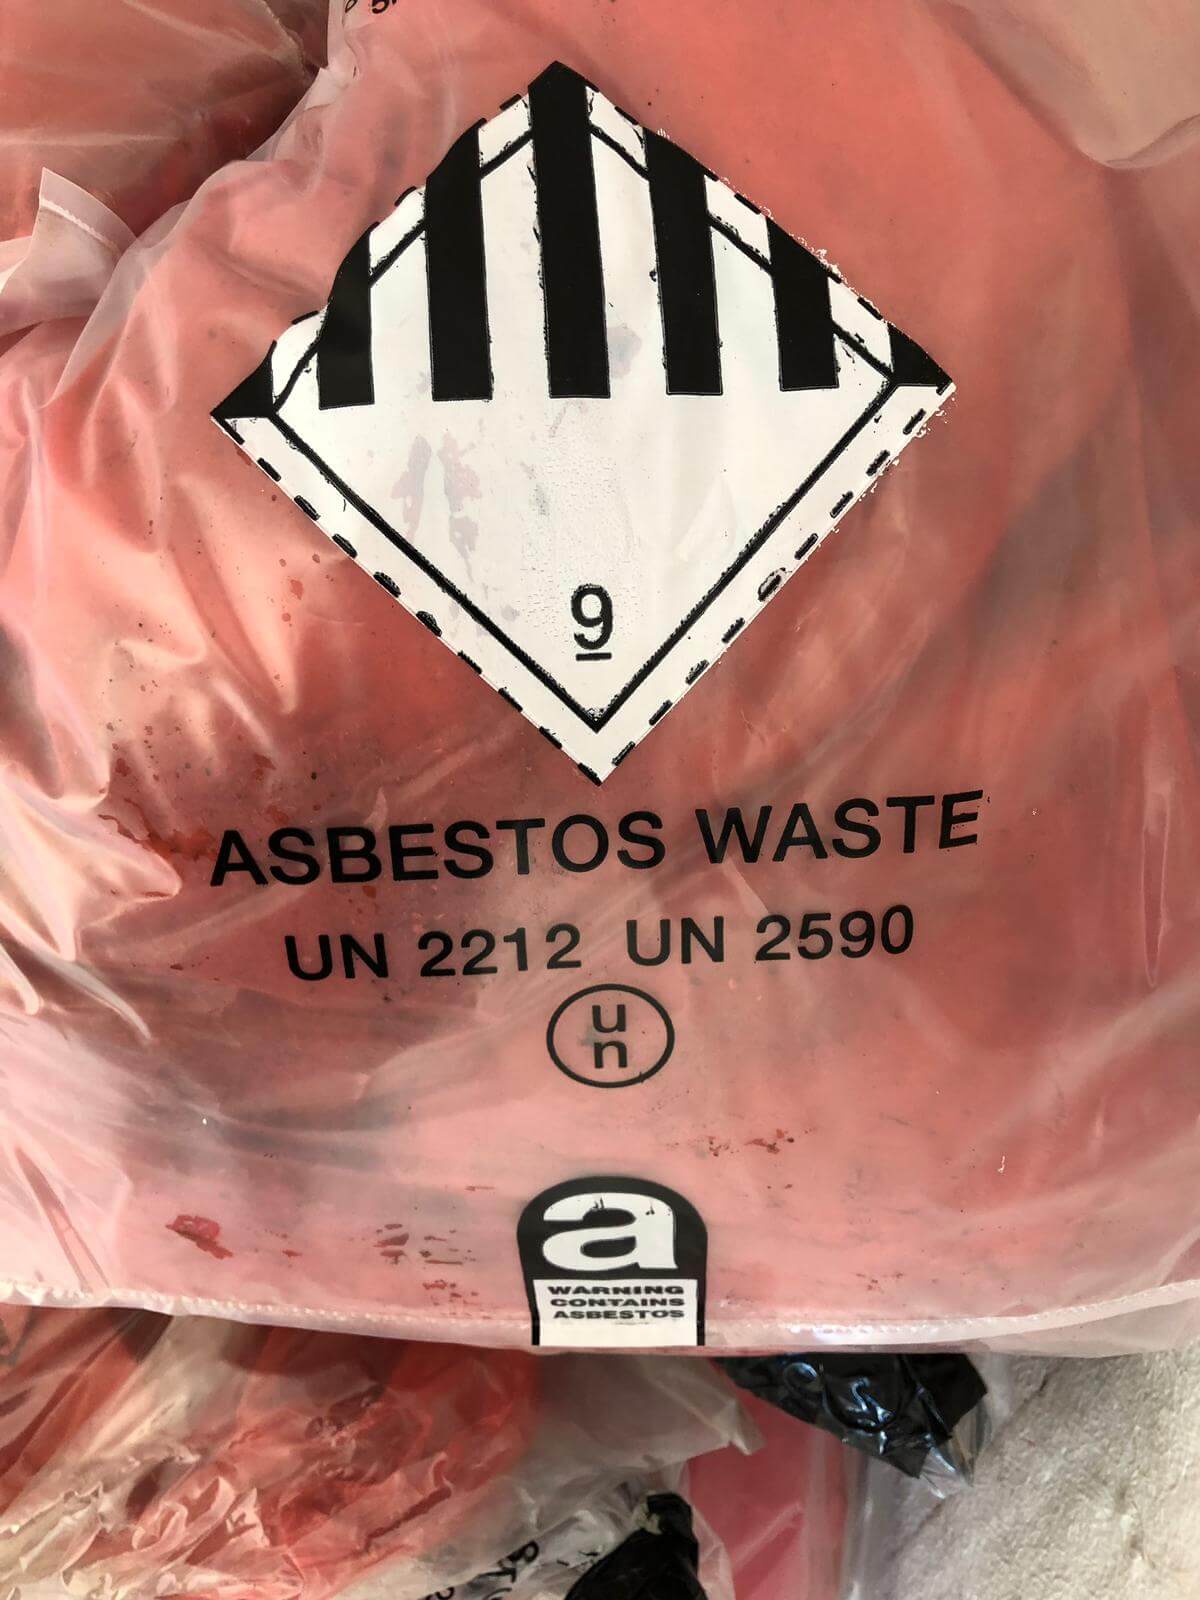 9
ASBESTOS WASTE
UN 2212 UN 2590
u
n
a
WARNING
CONTAINS
ASBESTOS